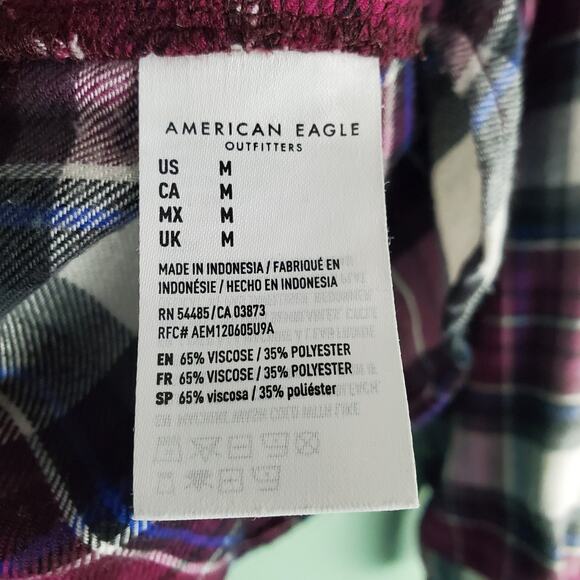 AMERICAN EAGLE
OUTFITTERS
US M
CA M
MX M
UK M
MADE IN INDONESIA / FABRIQUÉ EN
INDONÉSIE / HECHO EN INDONESIA
RN 54485/CA 03873
RFC# AEM120605U9A
EN 65% VISCOSE / 35% POLYESTER
FR 65% VISCOSE / 35% POLYESTER
SP 65% viscosa / 35% poliéster